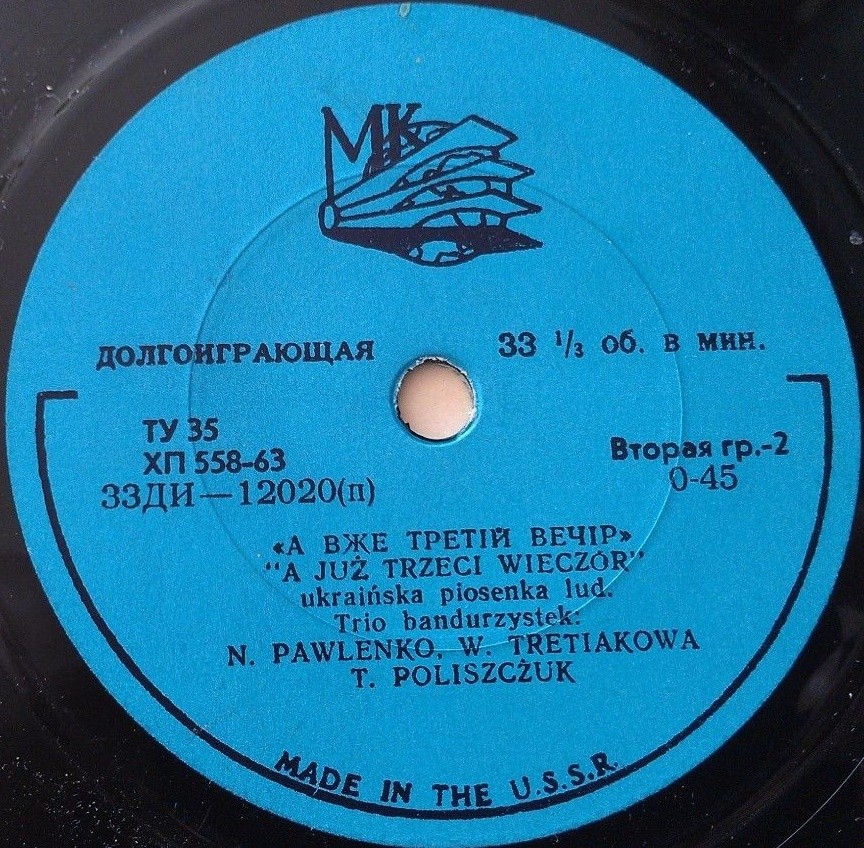 МК
ДОЛГОИГРАЮЩАЯ 33 ⅓ об. в мин.
ТУ 35
ХП 558-63
Вторая гр.-2
33ДИ—12020(п)
0-45
«А ВЖЕ ТРЕТІЙ ВЕЧІР»
"A JUŻ TRZECI WIECZÓR"
ukraińska piosenka lud.
Trio bandurzystek:
N. PAWLENKO, W. TRETIAKOWA
T. POLISZCŻUK
MADE IN THE U.S.S.R.